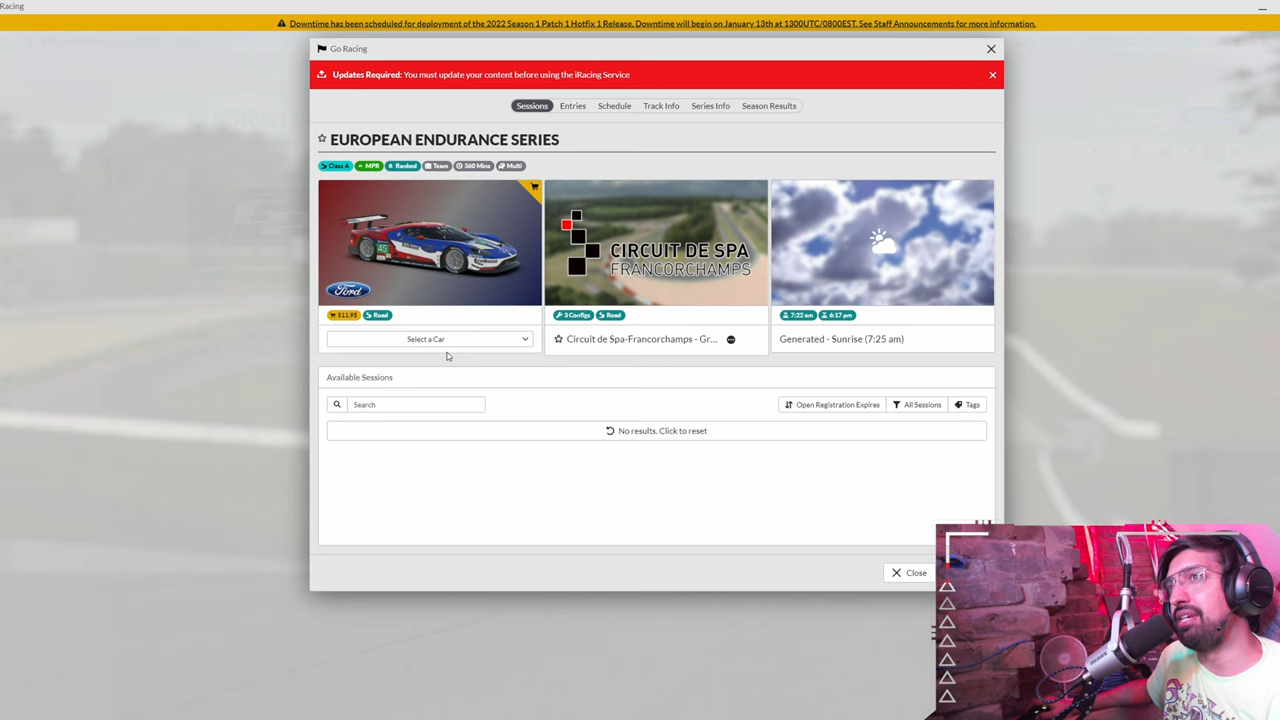 Racing
Downtime has been scheduled for deployment of the 2022 Season 1 Patch 1 Hotfix 1 Release. Downtime will begin on January 13th at 1300UTC/0800EST. See Staff Announcements for more information.
Go Racing
Updates Required: You must update your content before using the iRacing Service
Sessions Entries Schedule Track Info Series Info Season Results
EUROPEAN ENDURANCE SERIES
Class A MPR Ranked Team 360 Mins Multi
45
Ford
CIRCUIT DE SPA
FRANCORCHAMPS
$11.95 Road
3 Configs Road
7:22 am 6:17 pm
Select a Car
Circuit de Spa-Francorchamps - Gr...
Generated - Sunrise (7:25 am)
Available Sessions
Search
Open Registration Expires All Sessions Tags
No results. Click to reset
Close